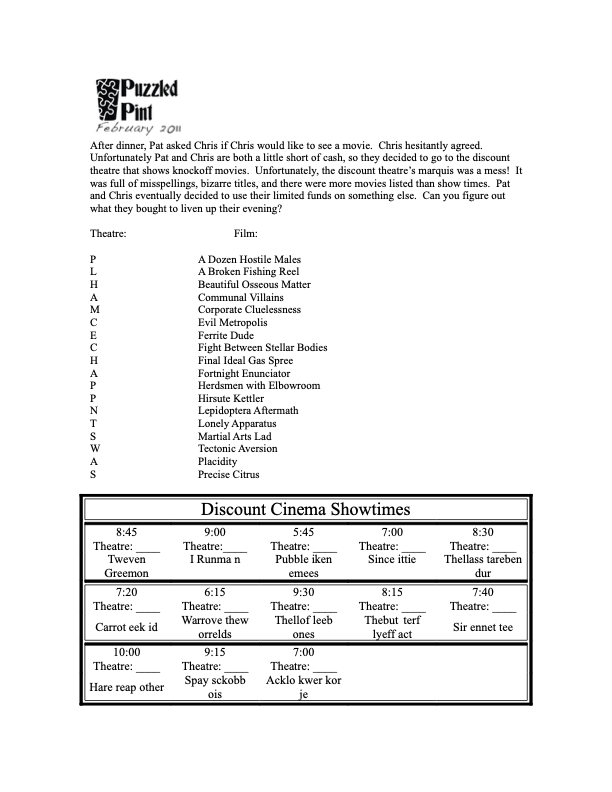 Puzzled
Pint
February 2011
After dinner, Pat asked Chris if Chris would like to see a movie. Chris hesitantly agreed.
Unfortunately Pat and Chris are both a little short of cash, so they decided to go to the discount
theatre that shows knockoff movies. Unfortunately, the discount theatre's marquis was a mess! It
was full of misspellings, bizarre titles, and there were more movies listed than show times. Pat
and Chris eventually decided to use their limited funds on something else. Can you figure out
what they bought to liven up their evening?
Theatre: Film:
P A Dozen Hostile Males
L A Broken Fishing Reel
H Beautiful Osseous Matter
A Communal Villains
M Corporate Cluelessness
C Evil Metropolis
E Ferrite Dude
C Fight Between Stellar Bodies
H Final Ideal Gas Spree
A Fortnight Enunciator
P Herdsmen with Elbowroom
P Hirsute Kettler
N Lepidoptera Aftermath
T Lonely Apparatus
S Martial Arts Lad
W Tectonic Aversion
A Placidity
S Precise Citrus
Discount Cinema Showtimes
8:45 9:00 5:45 7:00 8:30
Theatre: ____ Theatre:____ Theatre: ____ Theatre: ____ Theatre: ____
Tweven I Runma n Pubble iken Since ittie Thellass tareben
Greemon emees dur
7:20 6:15 9:30 8:15 7:40
Theatre: ____ Theatre: ____ Theatre: ____ Theatre: ____ Theatre: ____
Carrot eek id Warrove thew Thellof leeb Thebut terf Sir ennet tee
orrelds ones lyeff act
10:00 9:15 7:00
Theatre: ____ Theatre: ____ Theatre: ____
Hare reap other Spay sckobb Acklo kwer kor
ois je